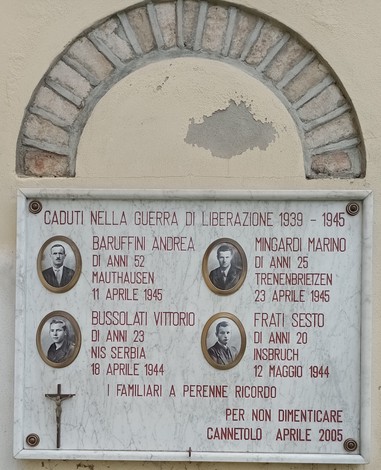 CADUTI NELLA GUERRA DI LIBERAZIONE 1939 - 1945
BARUFFINI ANDREA
DI ANNI 52
MAUTHAUSEN
11 APRILE 1945
MINGARDI MARINO
DI ANNI 25
TRENENBRIETZEN
23 APRILE 1945
BUSSOLATI VITTORIO
DI ANNI 23
NIS SERBIA
18 APRILE 1944
FRATI SESTO
DI ANNI 20
INSBRUCH
12 MAGGIO 1944
I FAMILIARI A PERENNE RICORDO
PER NON DIMENTICARE
CANNETOLO APRILE 2005